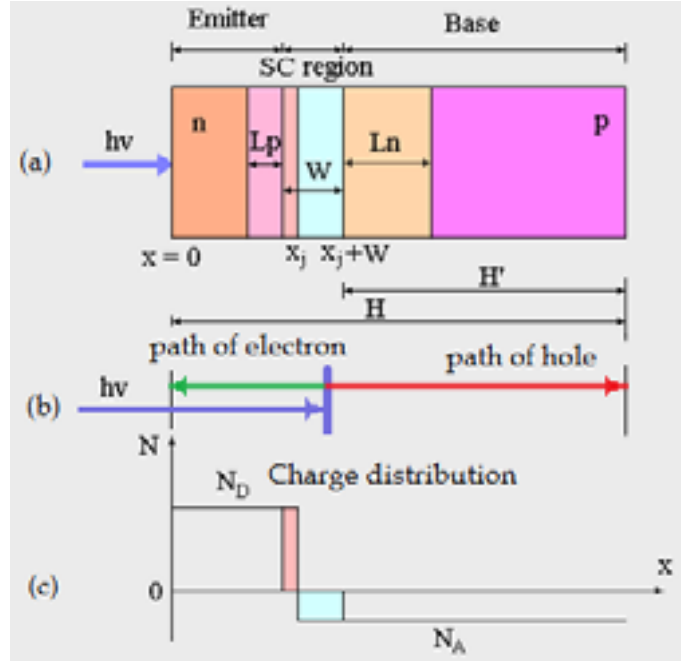 Emitter
Base
SC region
n
p
hv
Lp
Ln
W
(a)
x = 0
xj
xj+W
H'
H
path of electron
path of hole
hv
(b)
N
ND
Charge distribution
x
(c)
0
NA